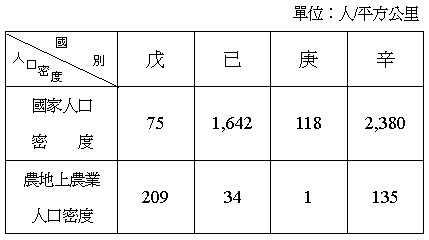 單位：人/平方公里
國別
人口密度
戊 已 庚 辛
國家人口
密度 75 1,642 118 2,380
農地上農業
人口密度 209 34 1 135